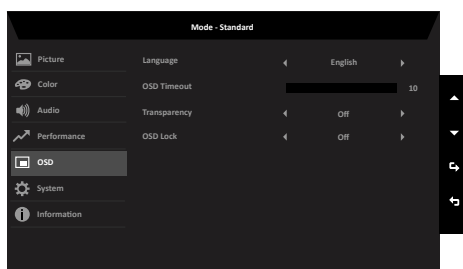 Mode - Standard
Picture
Language
English
Color
OSD Timeout
10
Audio
Transparency
Off
Performance
OSD Lock
Off
OSD
System
Information